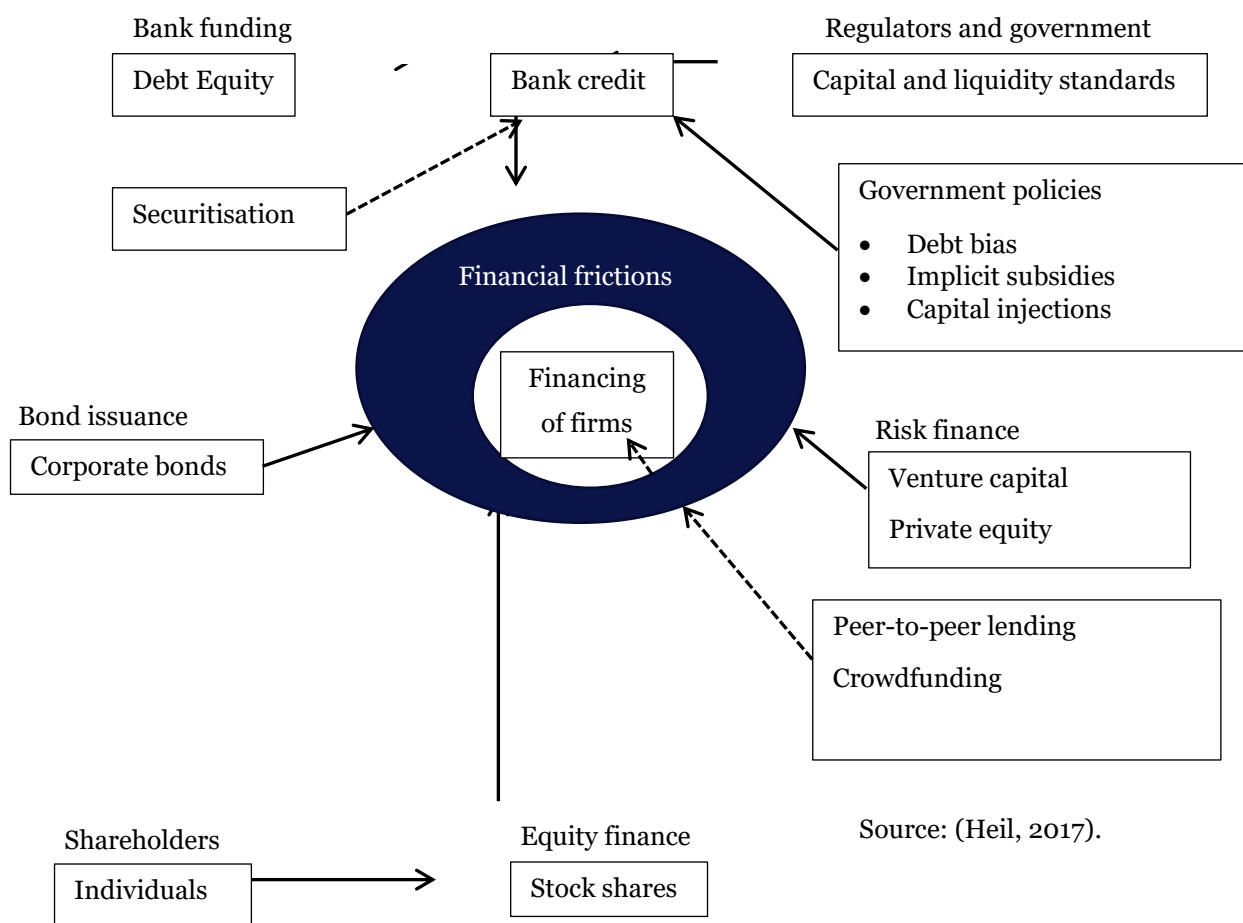 Bank funding
Regulators and government
Debt Equity
Bank credit
Capital and liquidity standards
Securitisation
Government policies
• Debt bias
• Implicit subsidies
• Capital injections
Financial frictions
Financing
of firms
Bond issuance
Corporate bonds
Risk finance
Venture capital
Private equity
Peer-to-peer lending
Crowdfunding
Source: (Heil, 2017).
Shareholders
Individuals
Equity finance
Stock shares